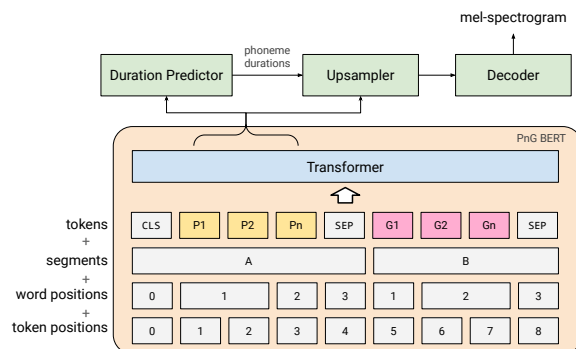 mel-spectrogram
phoneme
durations
Duration Predictor
Upsampler
Decoder
PnG BERT
Transformer
tokens CLS P1 P2 Pn SEP G1 G2 Gn SEP
+
segments A B
+
word positions 0 1 2 3 1 2 3
+
token positions 0 1 2 3 4 5 6 7 8